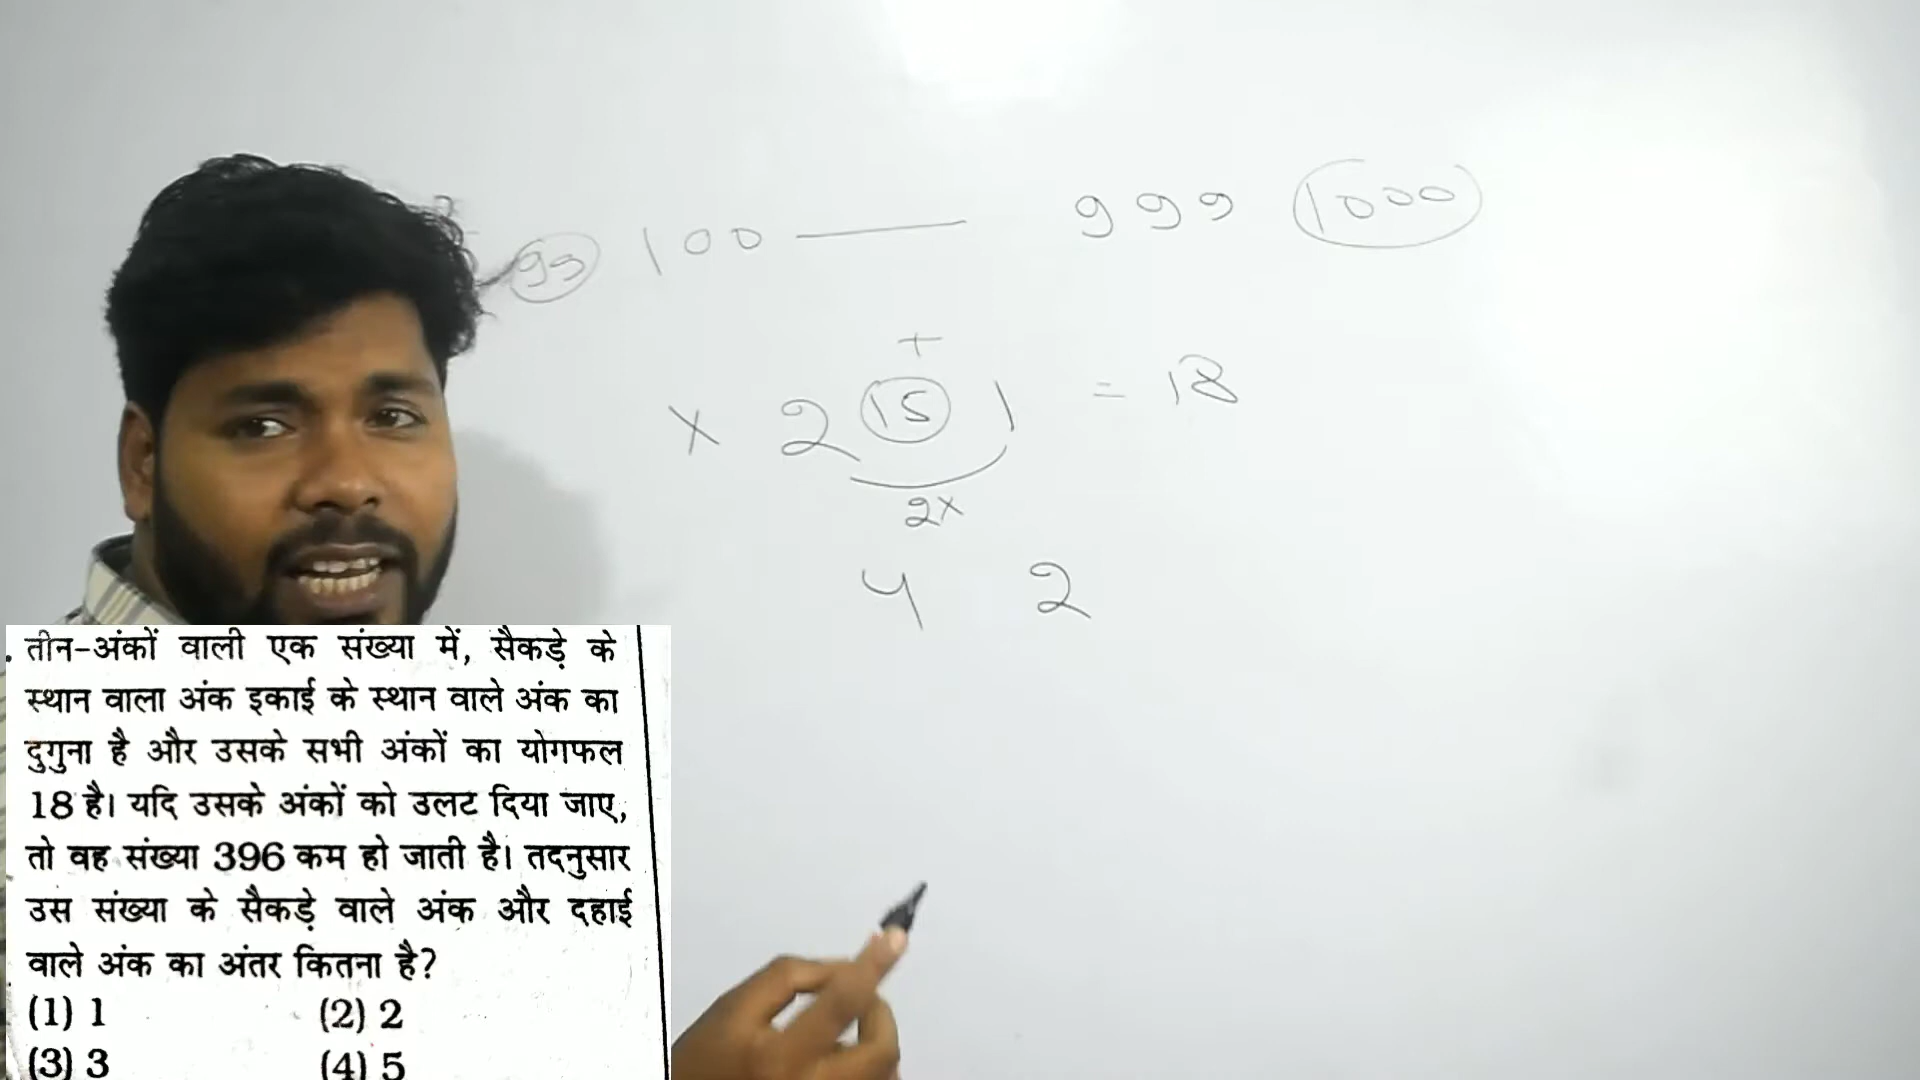 99 100 —— 999 1000
+
× 2 15 1 = 18
2x
4 2
तीन-अंकों वाली एक संख्या में, सैकड़े के
स्थान वाला अंक इकाई के स्थान वाले अंक का
दुगुना है और उसके सभी अंकों का योगफल
18 है। यदि उसके अंकों को उलट दिया जाए,
तो वह संख्या 396 कम हो जाती है। तदनुसार
उस संख्या के सैकड़े वाले अंक और दहाई
वाले अंक का अंतर कितना है?
(1) 1 (2) 2
(3) 3 (4) 5